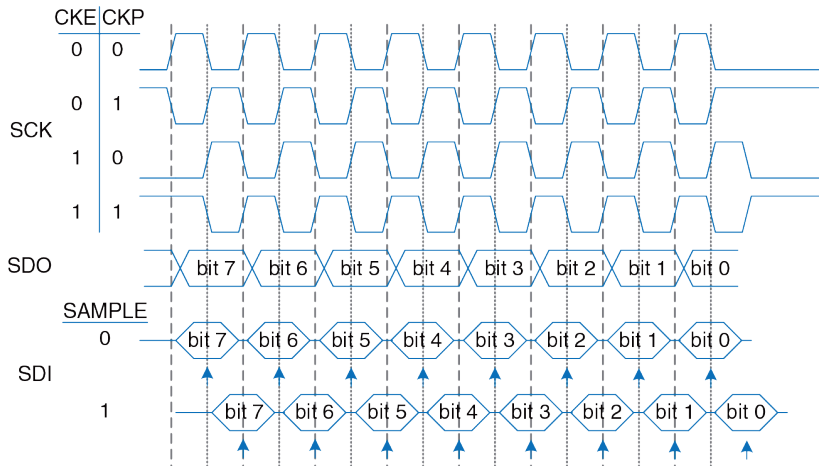 CKE CKP
0 0
0 1
SCK
1 0
1 1
SDO bit 7 bit 6 bit 5 bit 4 bit 3 bit 2 bit 1 bit 0
SAMPLE
0 bit 7 bit 6 bit 5 bit 4 bit 3 bit 2 bit 1 bit 0
SDI
1 bit 7 bit 6 bit 5 bit 4 bit 3 bit 2 bit 1 bit 0